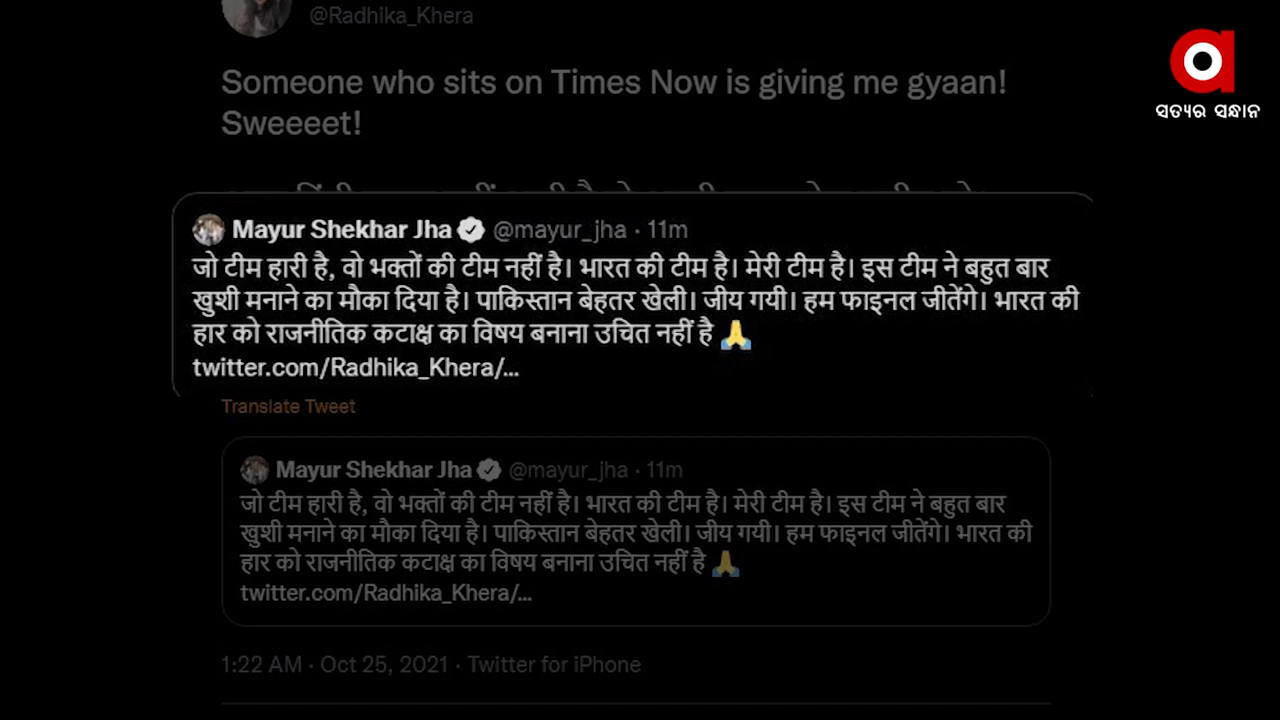 @Radhika_Khera
Someone who sits on Times Now is giving me gyaan!
Sweeeet!
ସତ୍ୟର ସନ୍ଧାନ
Mayur Shekhar Jha @mayur_jha · 11m
जो टीम हारी है, वो भक्तों की टीम नहीं है। भारत की टीम है। मेरी टीम है। इस टीम ने बहुत बार
खुशी मनाने का मौका दिया है। पाकिस्तान बेहतर खेली। जीय गयी। हम फाइनल जीतेंगे। भारत की
हार को राजनीतिक कटाक्ष का विषय बनाना उचित नहीं है 🙏
twitter.com/Radhika_Khera/...
Translate Tweet
Mayur Shekhar Jha @mayur_jha · 11m
जो टीम हारी है, वो भक्तों की टीम नहीं है। भारत की टीम है। मेरी टीम है। इस टीम ने बहुत बार
खुशी मनाने का मौका दिया है। पाकिस्तान बेहतर खेली। जीय गयी। हम फाइनल जीतेंगे। भारत की
हार को राजनीतिक कटाक्ष का विषय बनाना उचित नहीं है 🙏
twitter.com/Radhika_Khera/...
1:22 AM · Oct 25, 2021 · Twitter for iPhone